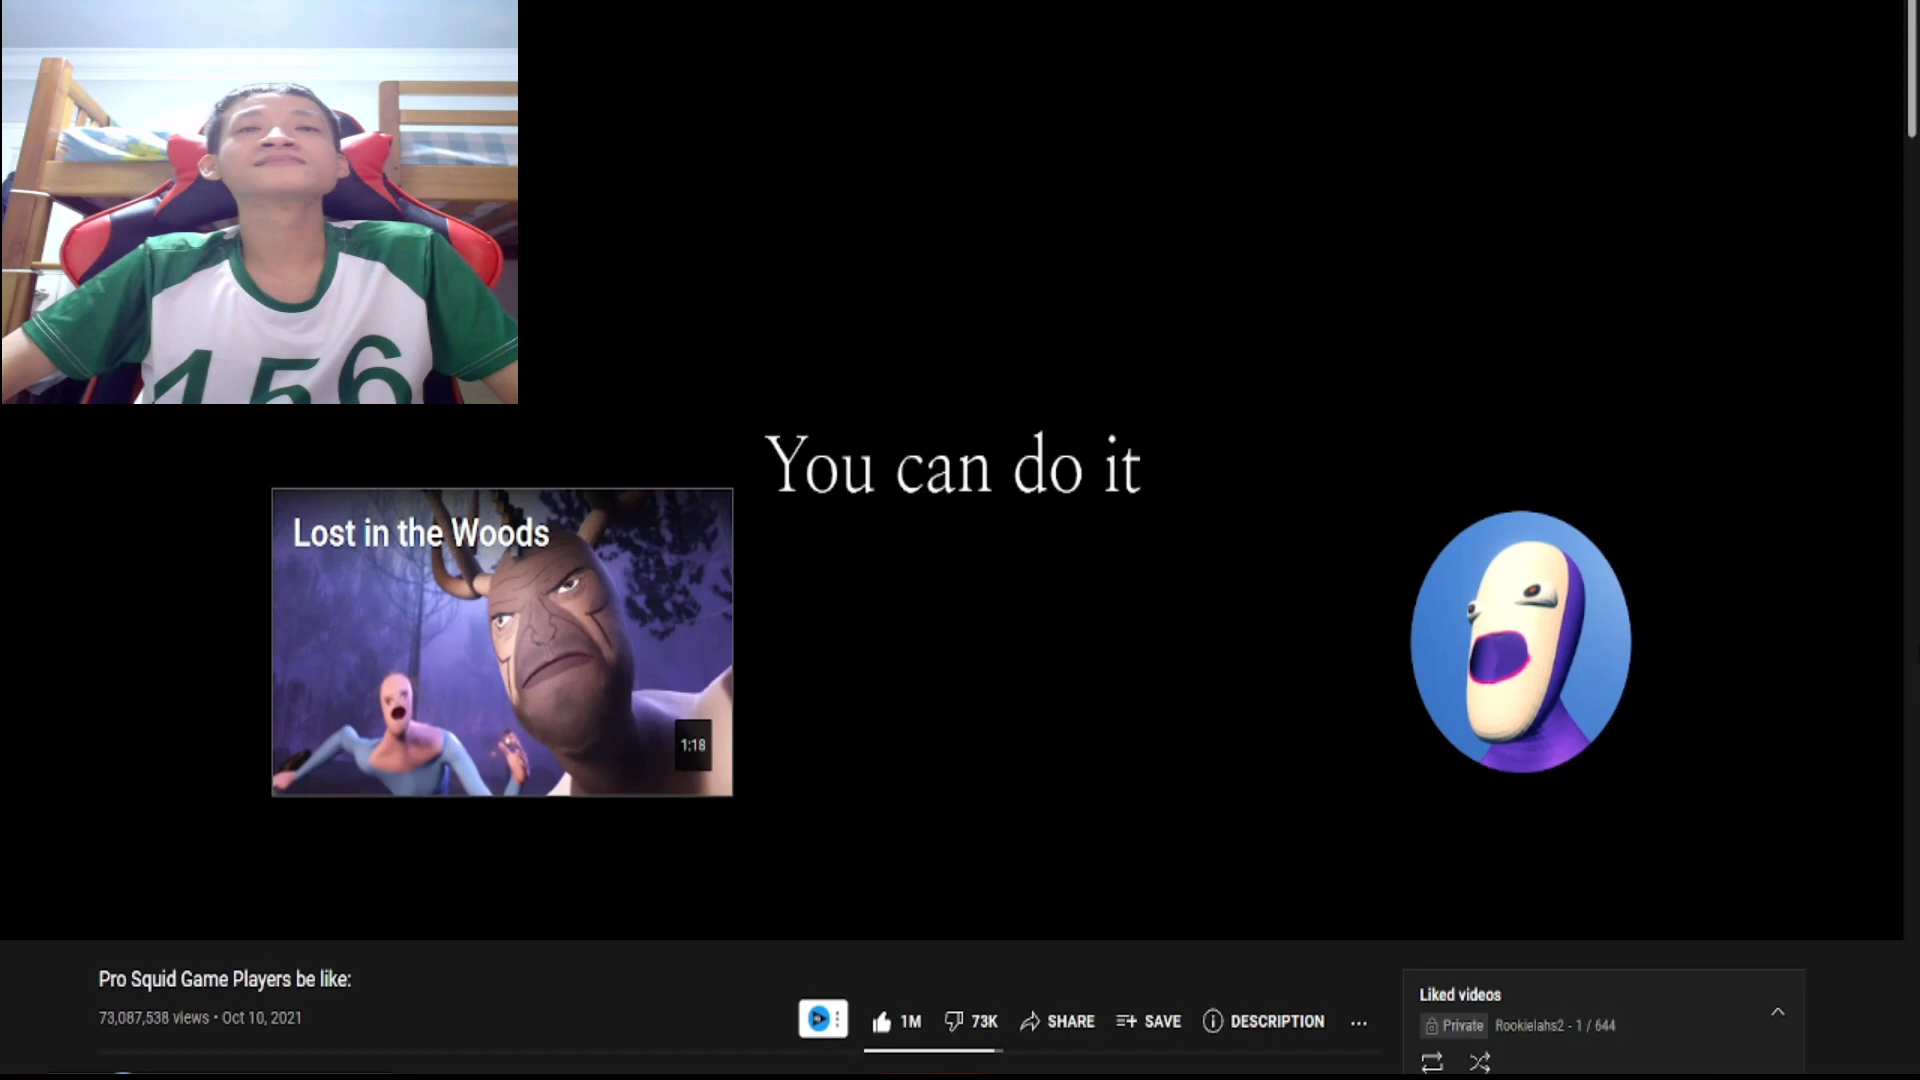 156
You can do it
Lost in the Woods
1:18
Pro Squid Game Players be like:
73,087,538 views • Oct 10, 2021
1M
73K
SHARE
SAVE
DESCRIPTION
Liked videos
Private
Rookielahs2 - 1 / 644